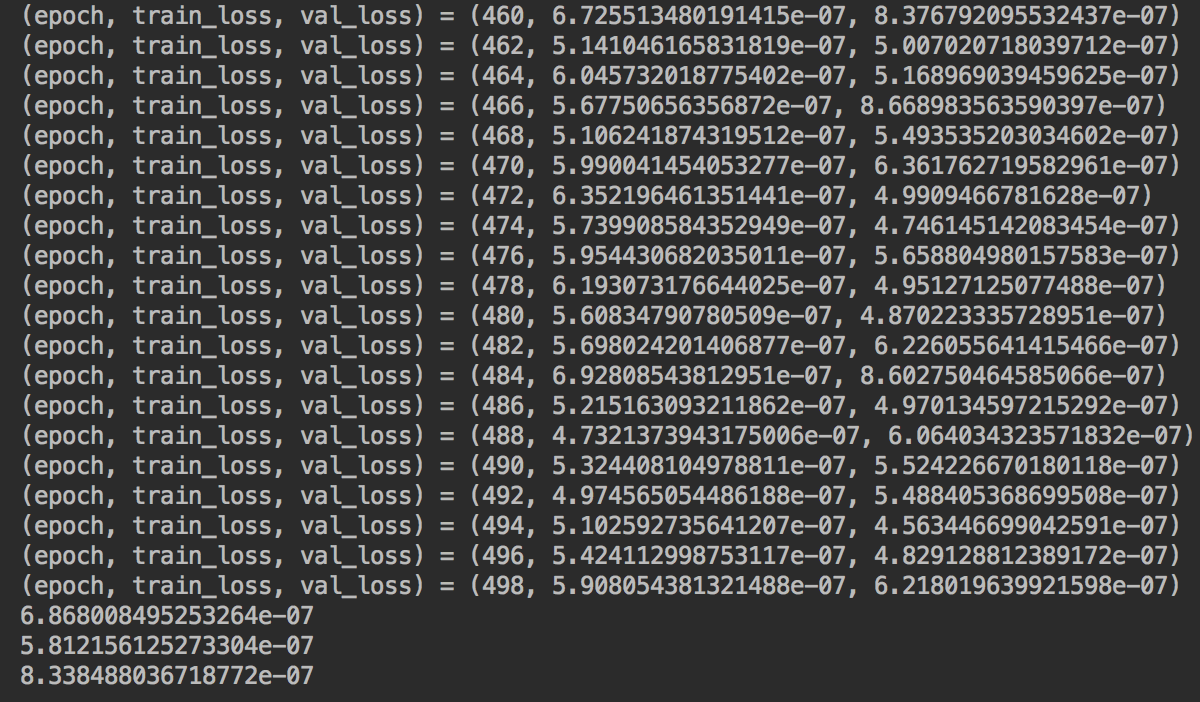 (epoch, train_loss, val_loss) = (460, 6.725513480191415e-07, 8.376792095532437e-07)
(epoch, train_loss, val_loss) = (462, 5.141046165831819e-07, 5.007020718039712e-07)
(epoch, train_loss, val_loss) = (464, 6.045732018775402e-07, 5.168969039459625e-07)
(epoch, train_loss, val_loss) = (466, 5.67750656356872e-07, 8.668983563590397e-07)
(epoch, train_loss, val_loss) = (468, 5.106241874319512e-07, 5.493535203034602e-07)
(epoch, train_loss, val_loss) = (470, 5.990041454053277e-07, 6.361762719582961e-07)
(epoch, train_loss, val_loss) = (472, 6.352196461351441e-07, 4.9909466781628e-07)
(epoch, train_loss, val_loss) = (474, 5.739908584352949e-07, 4.746145142083454e-07)
(epoch, train_loss, val_loss) = (476, 5.954430682035011e-07, 5.658804980157583e-07)
(epoch, train_loss, val_loss) = (478, 6.193073176644025e-07, 4.95127125077488e-07)
(epoch, train_loss, val_loss) = (480, 5.60834790780509e-07, 4.870223335728951e-07)
(epoch, train_loss, val_loss) = (482, 5.698024201406877e-07, 6.226055641415466e-07)
(epoch, train_loss, val_loss) = (484, 6.92808543812951e-07, 8.602750464585066e-07)
(epoch, train_loss, val_loss) = (486, 5.215163093211862e-07, 4.970134597215292e-07)
(epoch, train_loss, val_loss) = (488, 4.7321373943175006e-07, 6.064034323571832e-07)
(epoch, train_loss, val_loss) = (490, 5.324408104978811e-07, 5.524226670180118e-07)
(epoch, train_loss, val_loss) = (492, 4.974565054486188e-07, 5.488405368699508e-07)
(epoch, train_loss, val_loss) = (494, 5.102592735641207e-07, 4.563446699042591e-07)
(epoch, train_loss, val_loss) = (496, 5.424112998753117e-07, 4.829128812389172e-07)
(epoch, train_loss, val_loss) = (498, 5.908054381321488e-07, 6.218019639921598e-07)
6.868008495253264e-07
5.812156125273304e-07
8.338488036718772e-07